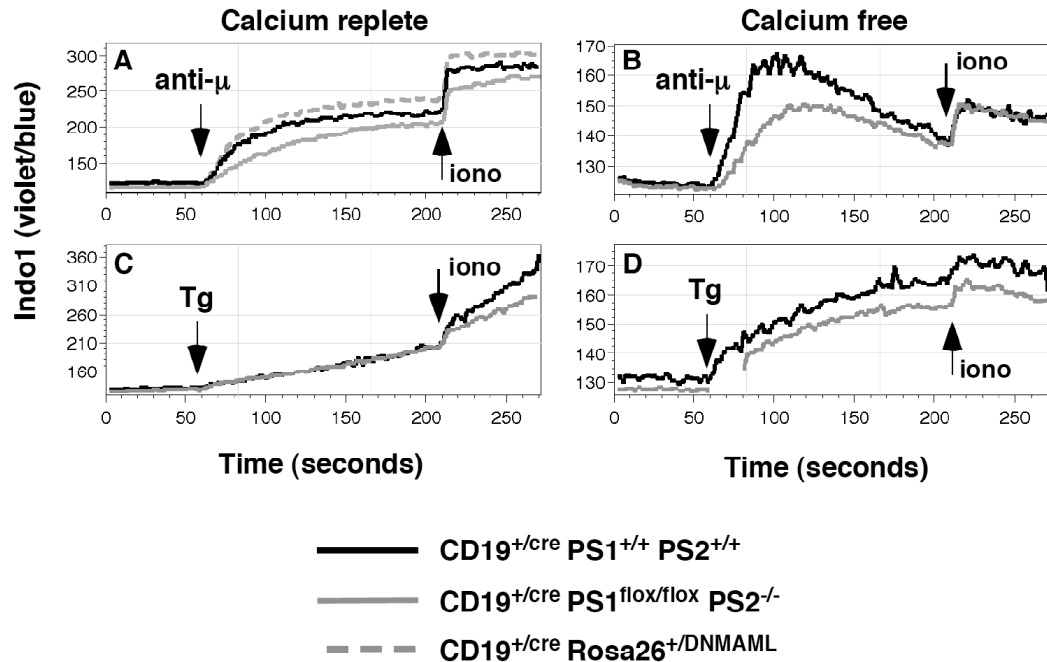 Calcium replete
Calcium free
Indo1 (violet/blue)
A
anti-μ
iono
300
250
200
150
0 50 100 150 200 250
B
anti-μ
iono
170
160
150
140
130
0 50 100 150 200 250
C
Tg
iono
360
310
260
210
160
0 50 100 150 200 250
D
Tg
iono
170
160
150
140
130
0 50 100 150 200 250
Time (seconds)
Time (seconds)
CD19+/cre PS1+/+ PS2+/+
CD19+/cre PS1flox/flox PS2-/-
CD19+/cre Rosa26+/DNMAML